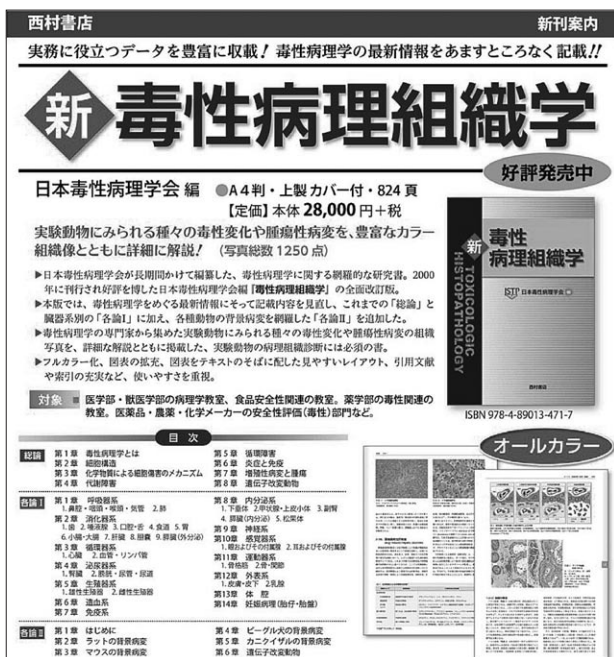 西村書店 新刊案内
実務に役立つデータを豊富に収載！ 毒性病理学の最新情報をあますところなく記載!!
新 毒性病理組織学
好評発売中
日本毒性病理学会 編 ●A4判・上製カバー付・824頁
【定価】本体28,000円＋税
実験動物にみられる種々の毒性変化や腫瘍性病変を、豊富なカラー
組織像とともに詳細に解説！ （写真総数1250点）
▶日本毒性病理学会が長期間かけて編纂した、毒性病理学に関する網羅的な研究書。2000
年に刊行され好評を博した日本毒性病理学会編『毒性病理組織学』の全面改訂版。
▶本版では、毒性病理学をめぐる最新情報にそって記載内容を見直し、これまでの「総論」と
臓器系別の「各論Ⅰ」に加え、各種動物の背景病変を網羅した「各論Ⅱ」を追加した。
▶毒性病理学の専門家から集めた実験動物にみられる種々の毒性変化や腫瘍性病変の組織
写真を、詳細な解説とともに掲載した、実験動物の病理組織診断には必須の書。
▶フルカラー化、図表の拡充、図表をテキストのそばに配した見やすいレイアウト、引用文献
や索引の充実など、使いやすさを重視。
対象 医学部・獣医学部の病理学教室、食品安全性関連の教室。薬学部の毒性関連の
教室。医薬品・農薬・化学メーカーの安全性評価（毒性）部門など。
新 毒性
病理組織学
TOXICOLOGIC
HISTOPATHOLOGY
日本毒性病理学会 編
西村書店
ISBN 978-4-89013-471-7
オールカラー
目次
総論
第1章 毒性病理学とは
第2章 細胞構造
第3章 化学物質による細胞傷害のメカニズム
第4章 代謝障害
第5章 循環障害
第6章 炎症と免疫
第7章 増殖性病変と腫瘍
第8章 遺伝子改変動物
各論Ⅰ
第1章 呼吸器系
1.鼻腔・咽頭・喉頭・気管 2.肺
第2章 消化器系
1.歯 2.唾液腺 3.口腔・舌 4.食道 5.胃
6.小腸・大腸 7.肝臓 8.胆嚢 9.膵臓（外分泌）
第3章 循環器系
1.心臓 2.血管・リンパ管
第4章 泌尿器系
1.腎臓 2.膀胱・尿管・尿道
第5章 生殖器系
1.雄性生殖器 2.雌性生殖器
第6章 造血系
第7章 免疫系
第8章 内分泌系
1.下垂体 2.甲状腺・上皮小体 3.副腎
4.膵臓（内分泌） 5.松果体
第9章 神経系
第10章 感覚器系
1.眼および その付属腺 2.耳およびその付属腺
第11章 運動器系
1.骨格筋 2.骨・関節
第12章 外表系
1.皮膚・皮下 2.乳腺
第13章 体腔
第14章 妊娠病理（胎仔・胎盤）
各論Ⅱ
第1章 はじめに
第2章 ラットの背景病変
第3章 マウスの背景病変
第4章 ビーグル犬の背景病変
第5章 カニクイザルの背景病変
第6章 遺伝子改変動物